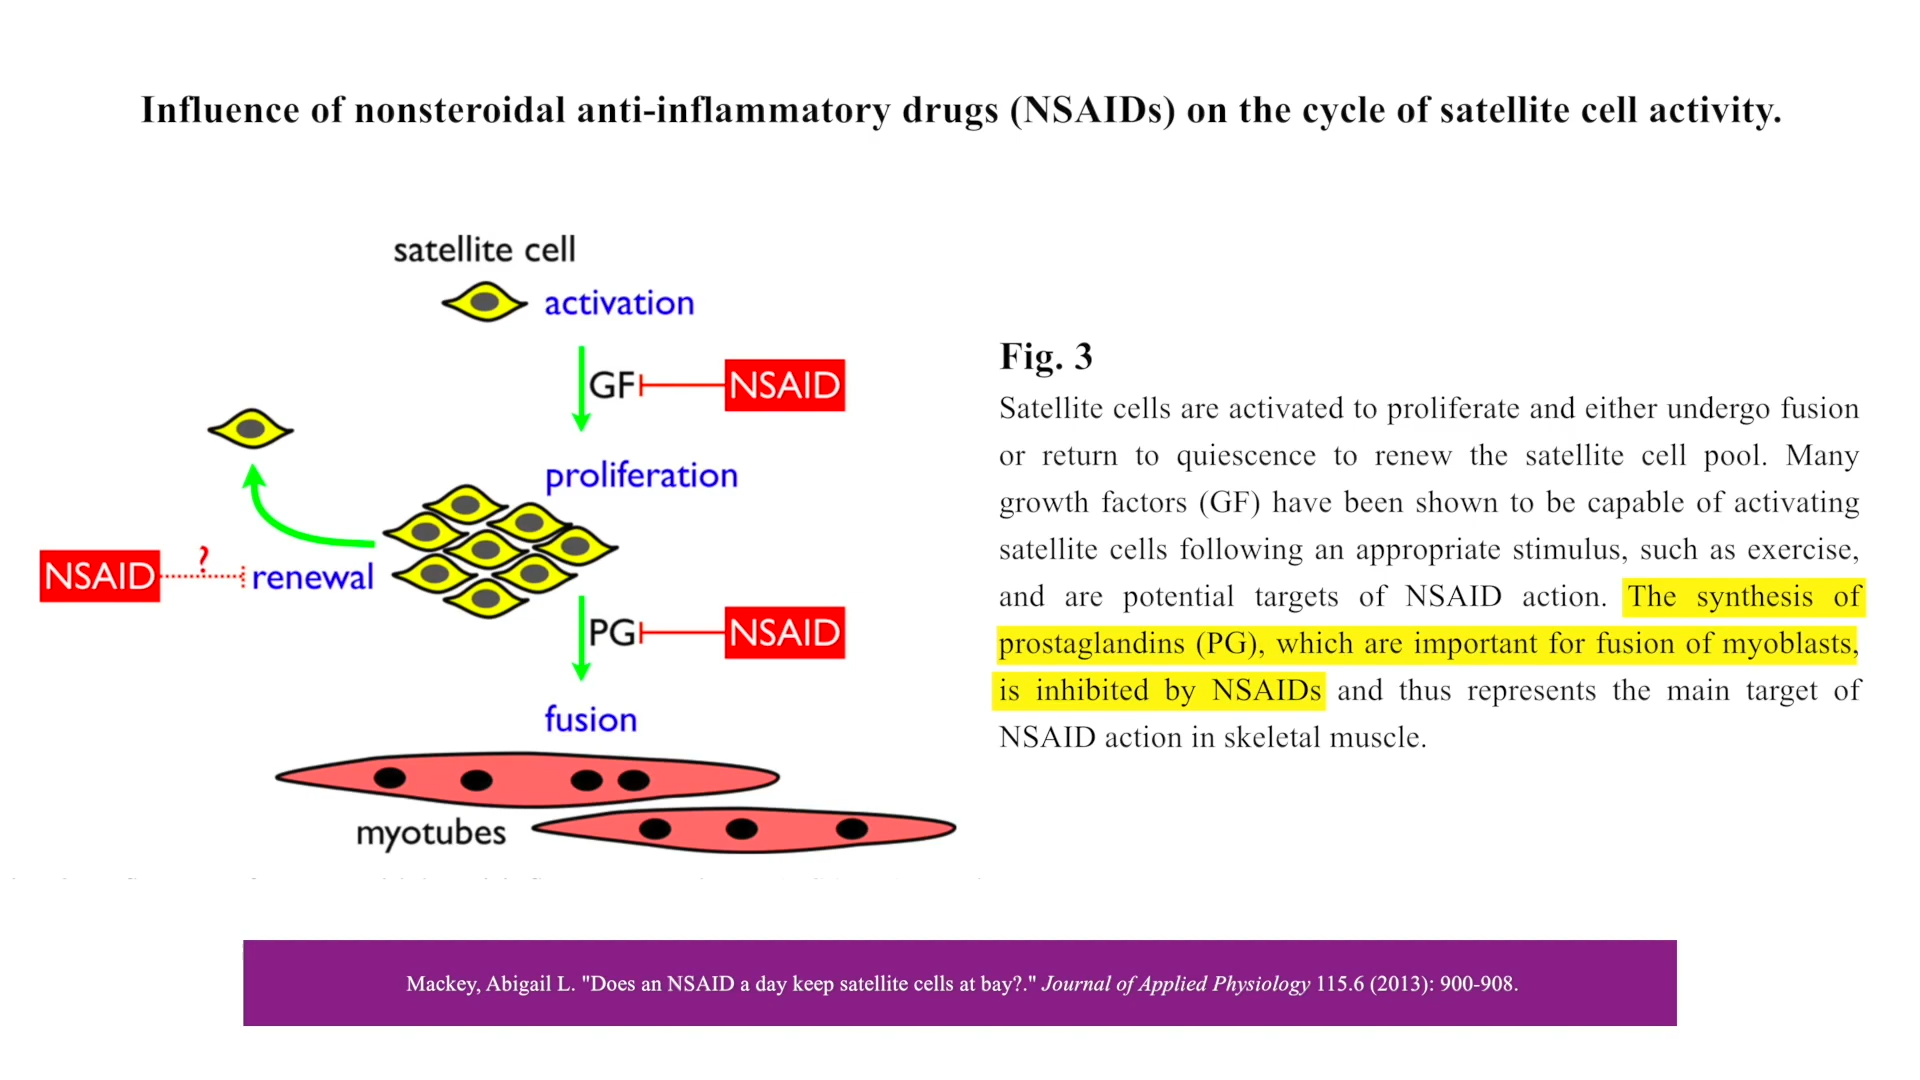 Influence of nonsteroidal anti-inflammatory drugs (NSAIDs) on the cycle of satellite cell activity.
satellite cell
activation
GF
NSAID
proliferation
NSAID
?
renewal
PG
NSAID
fusion
myotubes
Fig. 3
Satellite cells are activated to proliferate and either undergo fusion
or return to quiescence to renew the satellite cell pool. Many
growth factors (GF) have been shown to be capable of activating
satellite cells following an appropriate stimulus, such as exercise,
and are potential targets of NSAID action. The synthesis of
prostaglandins (PG), which are important for fusion of myoblasts,
is inhibited by NSAIDs and thus represents the main target of
NSAID action in skeletal muscle.
Mackey, Abigail L. "Does an NSAID a day keep satellite cells at bay?." Journal of Applied Physiology 115.6 (2013): 900-908.